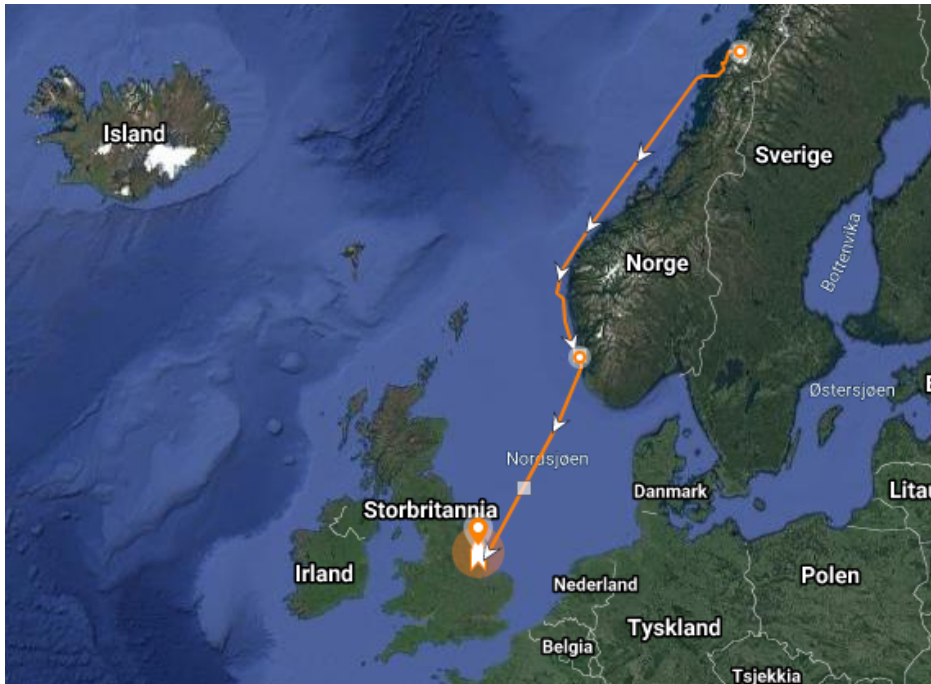 Island
Sverige
Bottenvika
Norge
Østersjøen
Nordsjøen
Danmark
Litau
Storbritannia
Irland
Nederland
Polen
Tyskland
Belgia
Tsjekkia